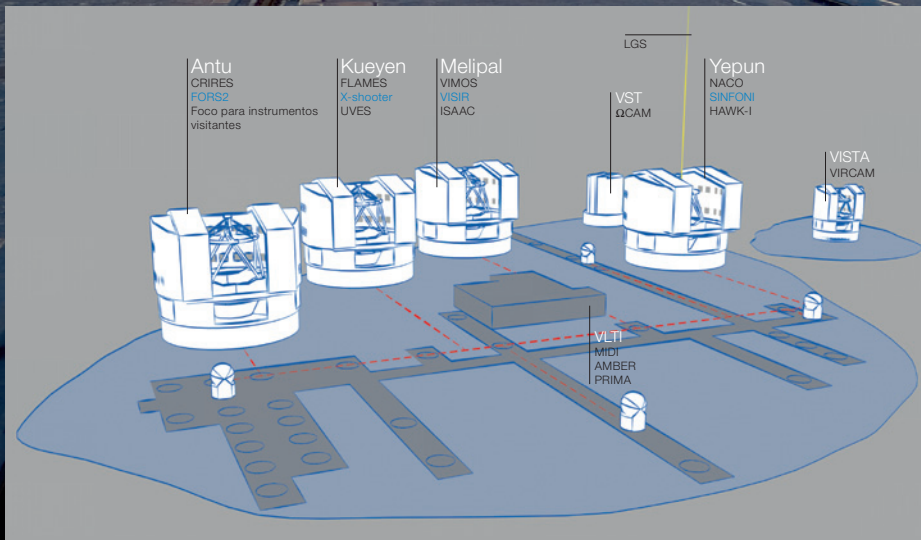 Antu
CRIRES
FORS2
Foco para instrumentos
visitantes
Kueyen
FLAMES
X-shooter
UVES
Melipal
VIMOS
VISIR
ISAAC
LGS
VST
ΩCAM
Yepun
NACO
SINFONI
HAWK-I
VISTA
VIRCAM
VLTI
MIDI
AMBER
PRIMA